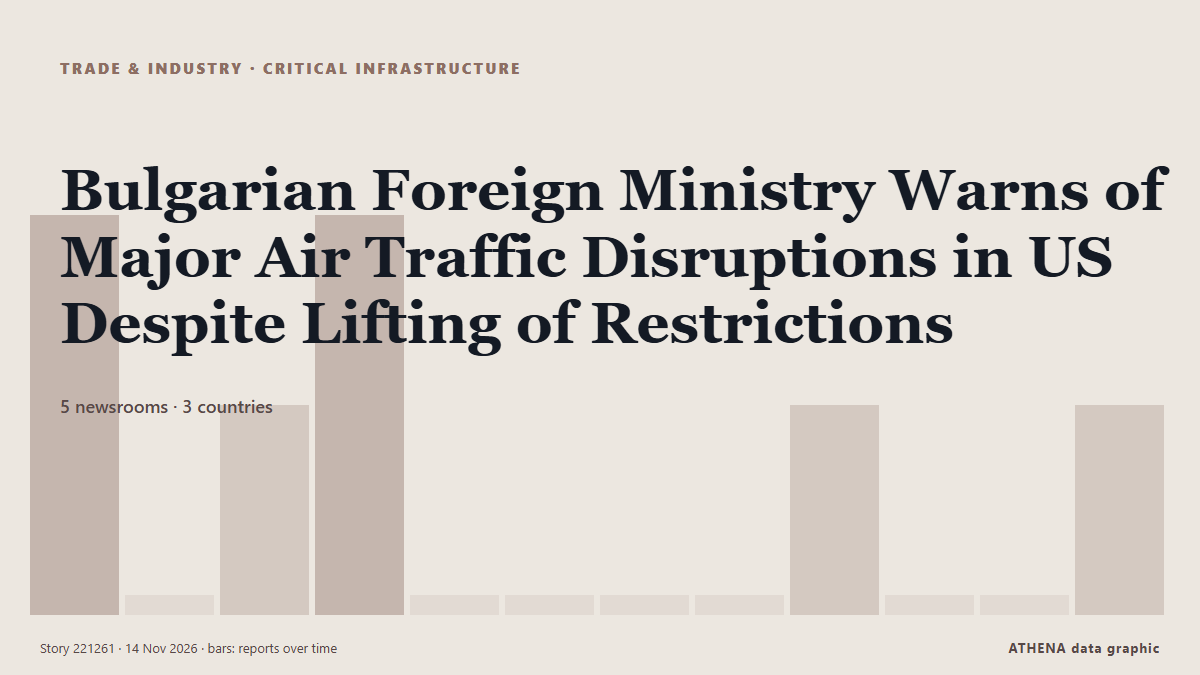 TRADE & INDUSTRY · CRITICAL INFRASTRUCTURE
Bulgarian Foreign Ministry Warns of
Major Air Traffic Disruptions in US
Despite Lifting of Restrictions
5 newsrooms · 3 countries
Story 221261 · 14 Nov 2026 · bars: reports over time
ATHENA data graphic